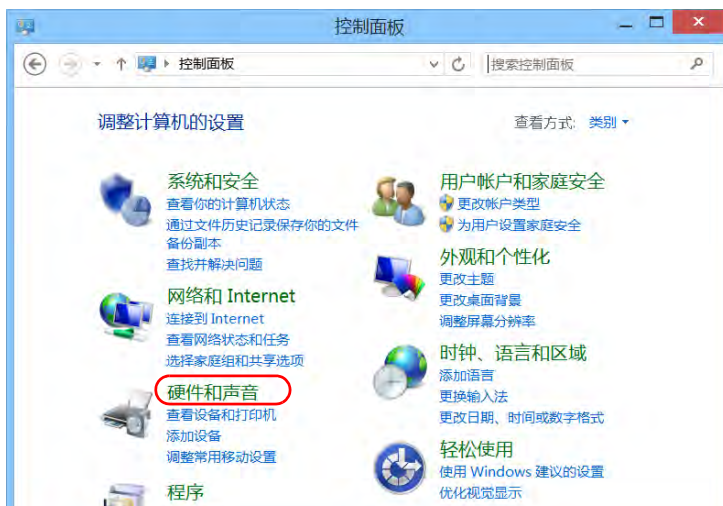 控制面板
控制面板
搜索控制面板
调整计算机的设置
查看方式: 类别
系统和安全
查看你的计算机状态
通过文件历史记录保存你的文件
备份副本
查找并解决问题
网络和 Internet
连接到 Internet
查看网络状态和任务
选择家庭组和共享选项
硬件和声音
查看设备和打印机
添加设备
调整常用移动设置
程序
用户帐户和家庭安全
更改帐户类型
为用户设置家庭安全
外观和个性化
更改主题
更改桌面背景
调整屏幕分辨率
时钟、语言和区域
添加语言
更换输入法
更改日期、时间或数字格式
轻松使用
使用 Windows 建议的设置
优化视觉显示